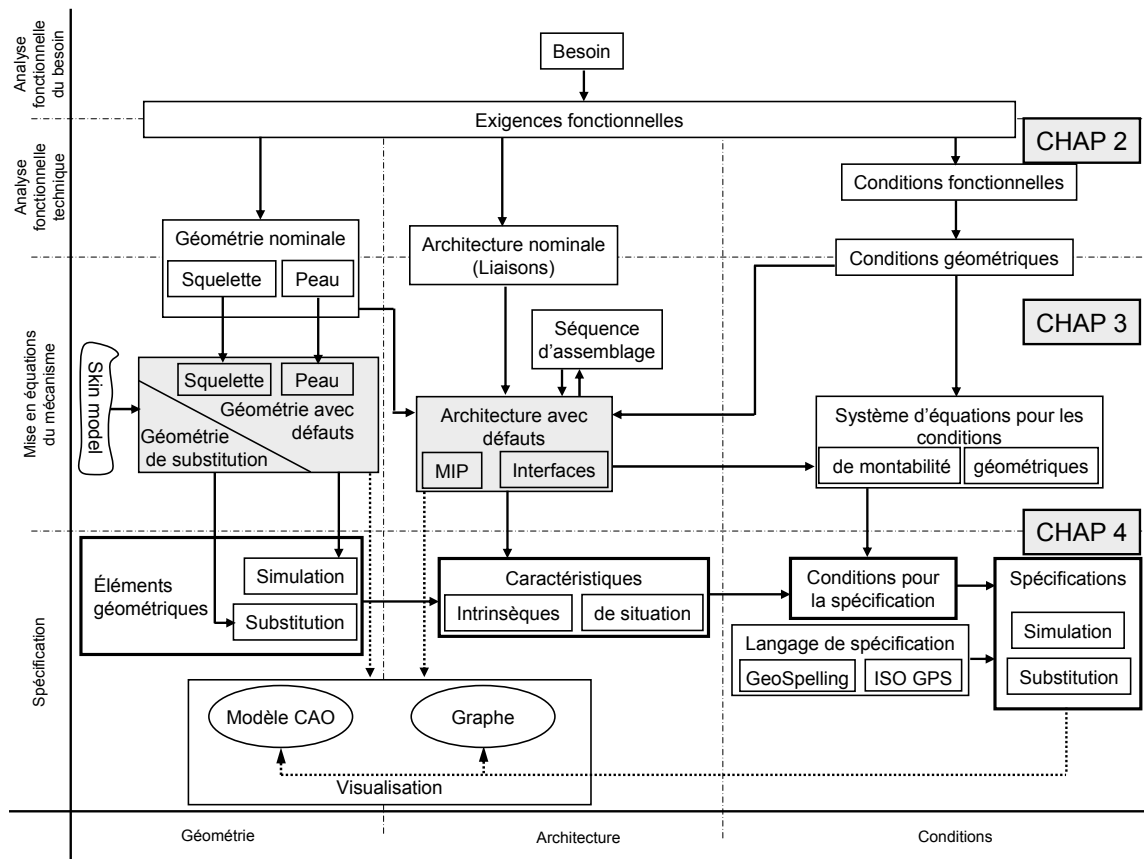 Analyse
fonctionnelle
du besoin
Besoin
Exigences fonctionnelles
CHAP 2
Analyse
fonctionnelle
technique
Conditions fonctionnelles
Géométrie nominale
Squelette
Peau
Architecture nominale
(Liaisons)
Conditions géométriques
CHAP 3
Mise en équations
du mécanisme
Skin model
Séquence
d'assemblage
Squelette
Peau
Géométrie avec
défauts
Géométrie
de substitution
Architecture avec
défauts
MIP
Interfaces
Système d'équations pour les
conditions
de montabilité
géométriques
CHAP 4
Spécification
Éléments
géométriques
Simulation
Substitution
Caractéristiques
Intrinsèques
de situation
Conditions pour
la spécification
Spécifications
Simulation
Substitution
Langage de spécification
GeoSpelling
ISO GPS
Modèle CAO
Graphe
Visualisation
Géométrie
Architecture
Conditions